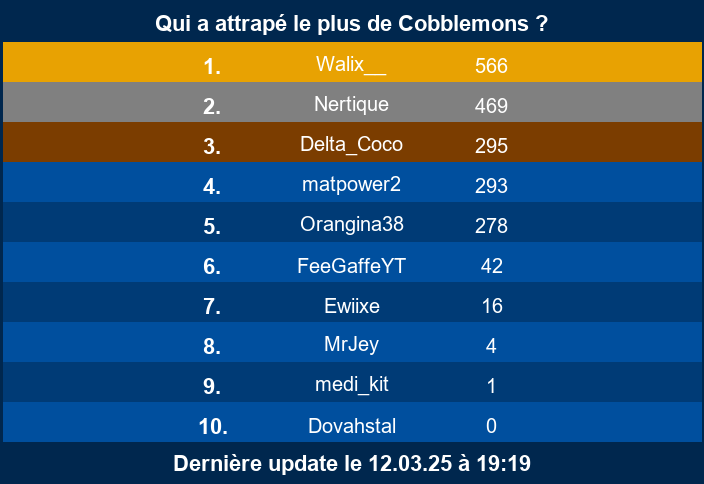 Qui a attrapé le plus de Cobblemons ?
1. Walix__ 566
2. Nertique 469
3. Delta_Coco 295
4. matpower2 293
5. Orangina38 278
6. FeeGaffeYT 42
7. Ewiixe 16
8. MrJey 4
9. medi_kit 1
10. Dovahstal 0
Dernière update le 12.03.25 à 19:19